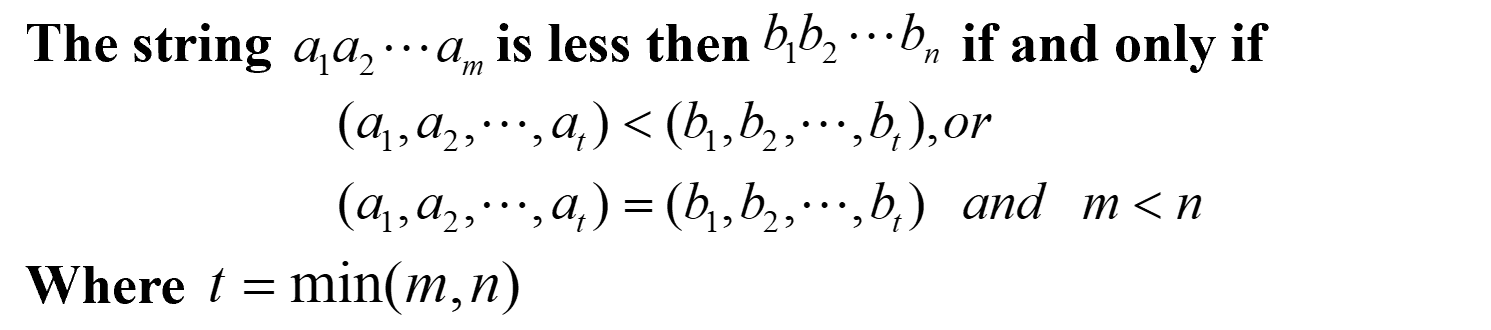 The string a₁a₂⋯aₘ is less then b₁b₂⋯bₙ if and only if
(a₁,a₂,⋯,aₜ) < (b₁,b₂,⋯,bₜ),or
(a₁,a₂,⋯,aₜ) = (b₁,b₂,⋯,bₜ) and m < n
Where t = min(m,n)